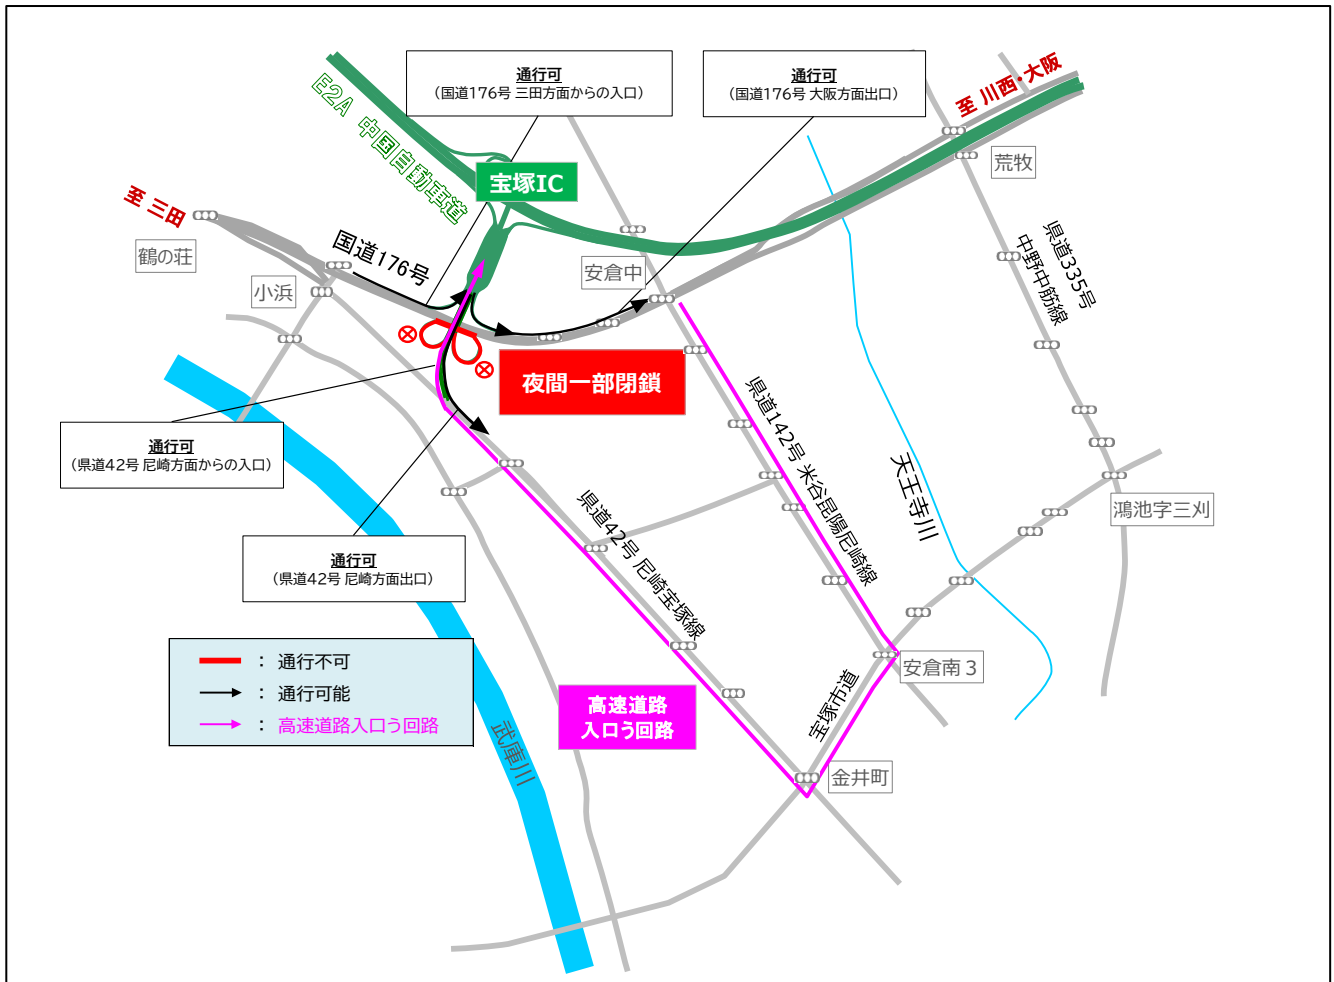 通行可
(国道176号 三田方面からの入口)
通行可
(国道176号 大阪方面出口)
至 川西・大阪
E2A 中国自動車道
宝塚IC
荒牧
至 三田
鶴の荘
国道176号
小浜
安倉中
県道335号
中野中筋線
夜間一部閉鎖
通行可
(県道42号 尼崎方面からの入口)
県道142号 米谷昆陽尼崎線
天王寺川
鴻池字三刈
通行可
(県道42号 尼崎方面出口)
県道42号 尼崎宝塚線
: 通行不可
: 通行可能
: 高速道路入口う回路
高速道路
入口う回路
安倉南3
宝塚市道
武庫川
金井町